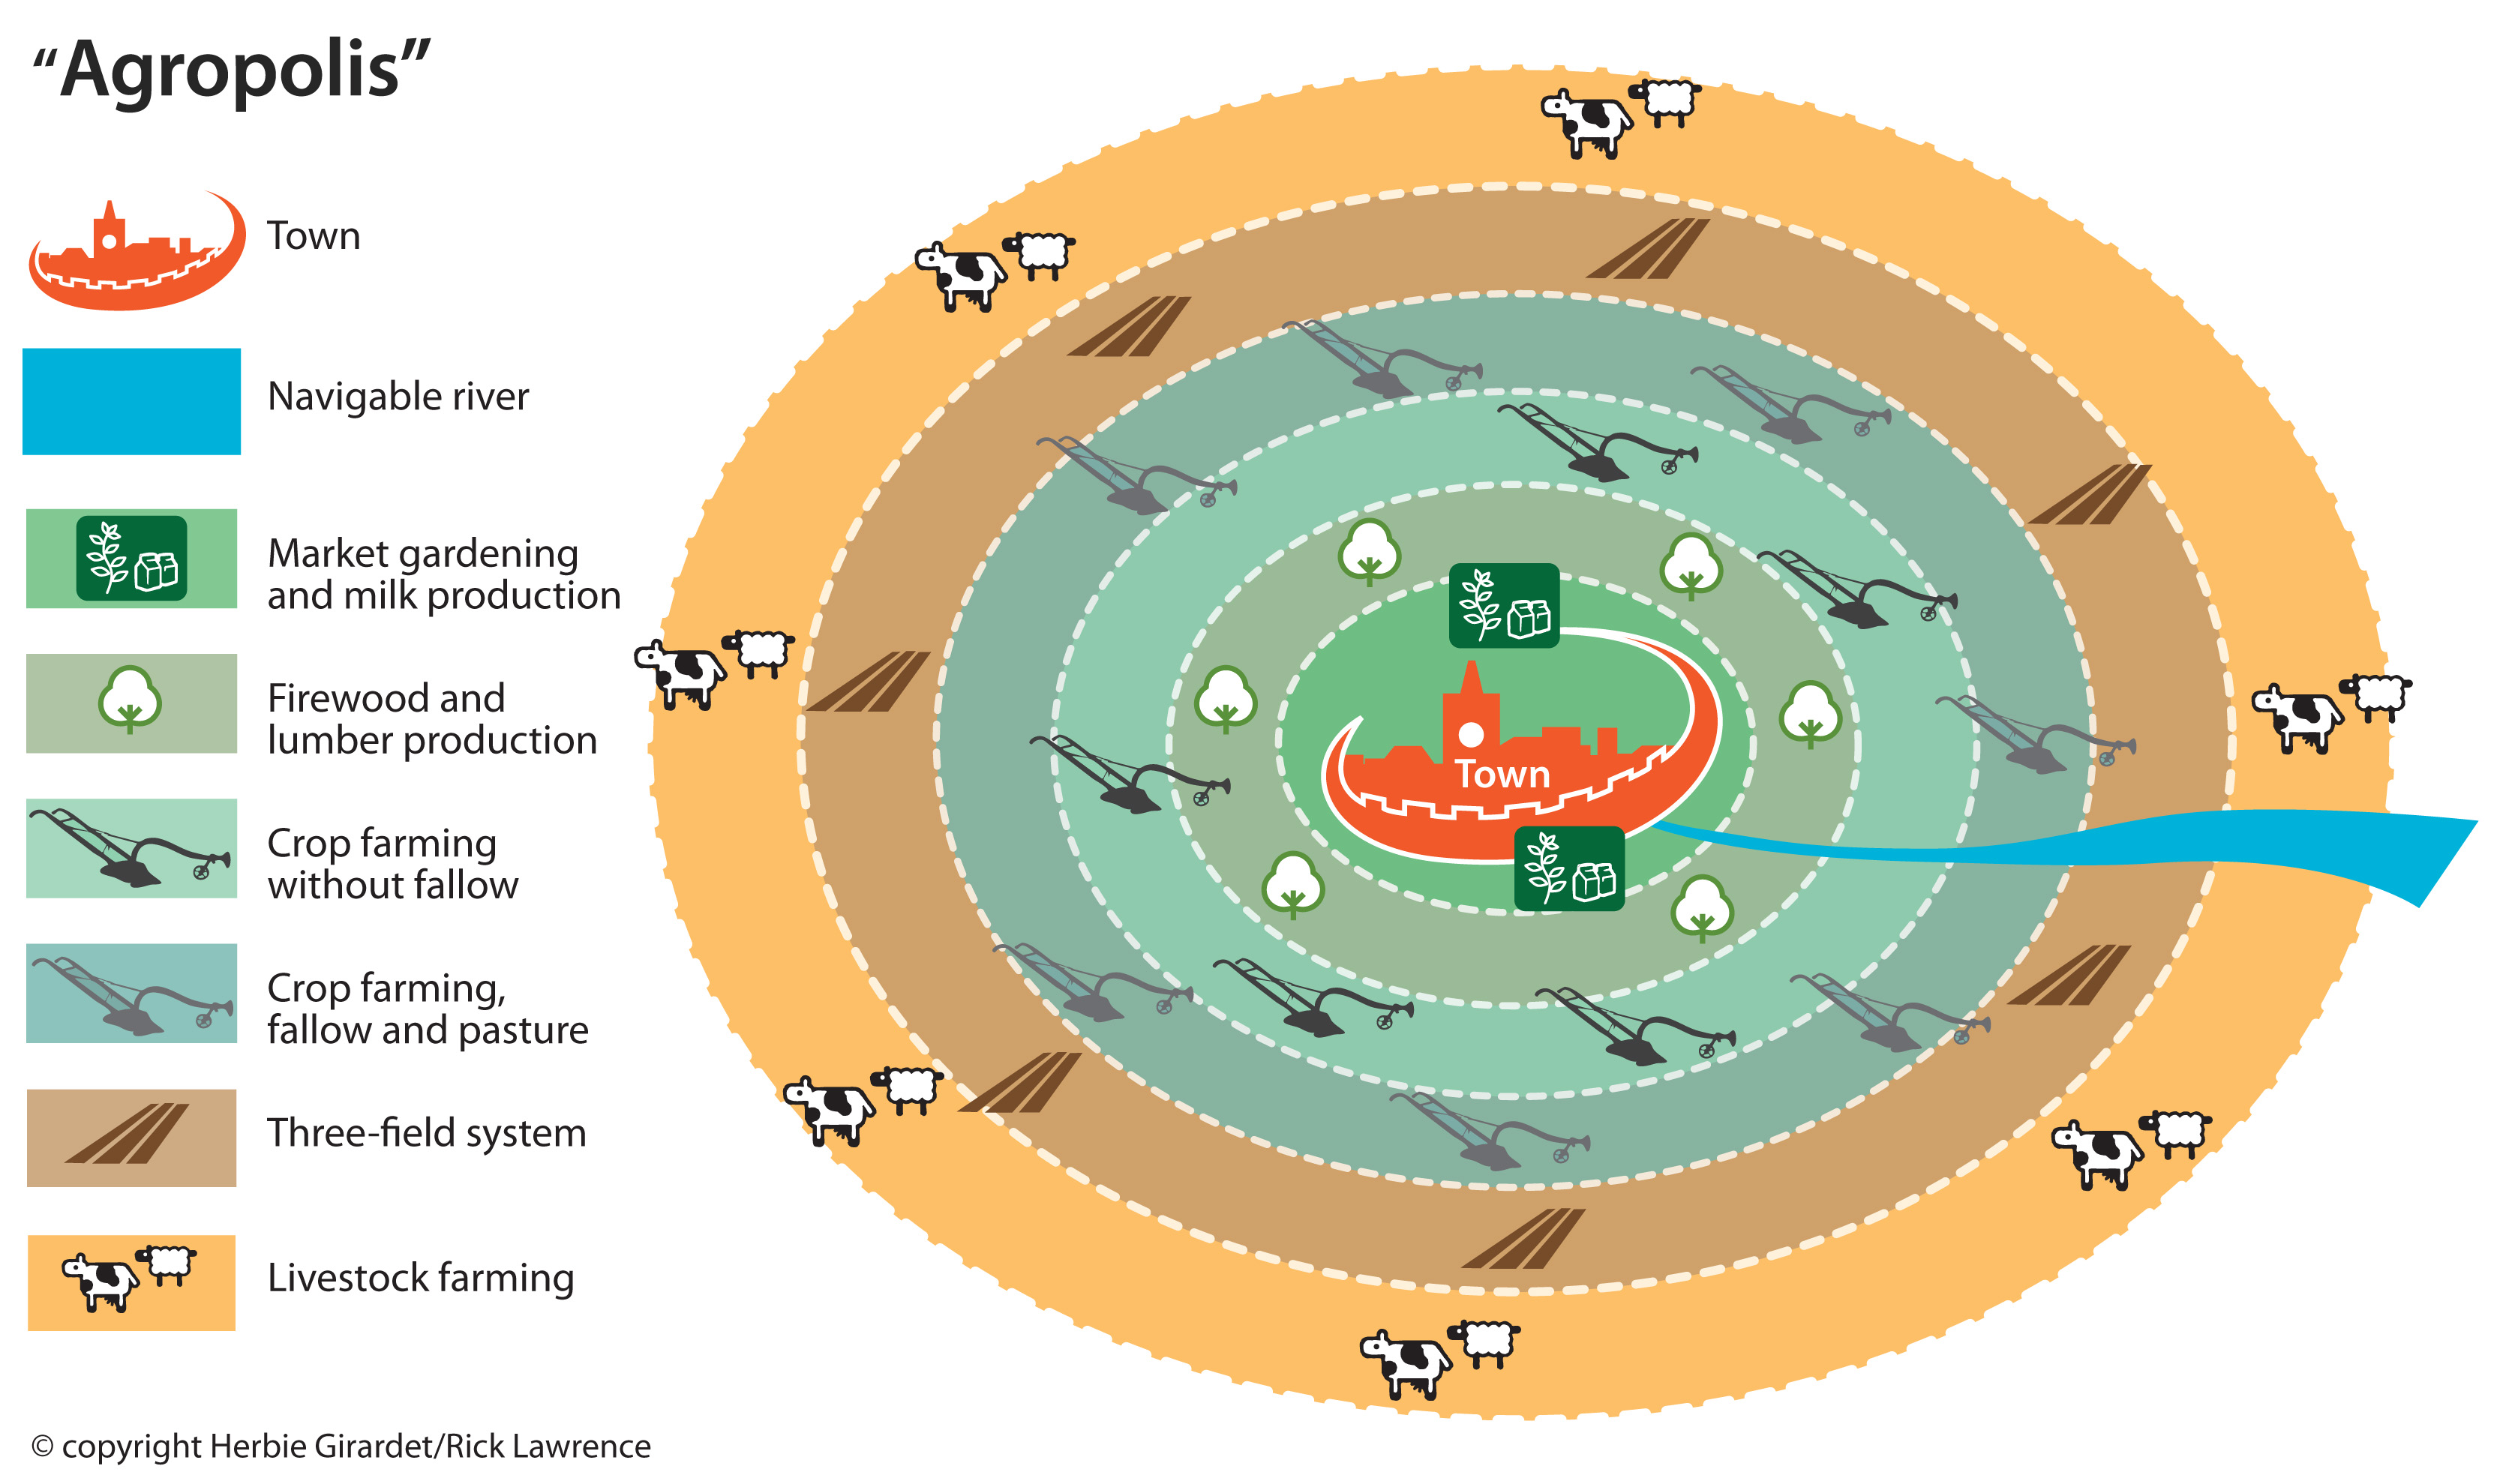 “Agropolis”
Town
Navigable river
Market gardening
and milk production
Firewood and
lumber production
Crop farming
without fallow
Crop farming,
fallow and pasture
Three-field system
Livestock farming
Town
© copyright Herbie Girardet/Rick Lawrence